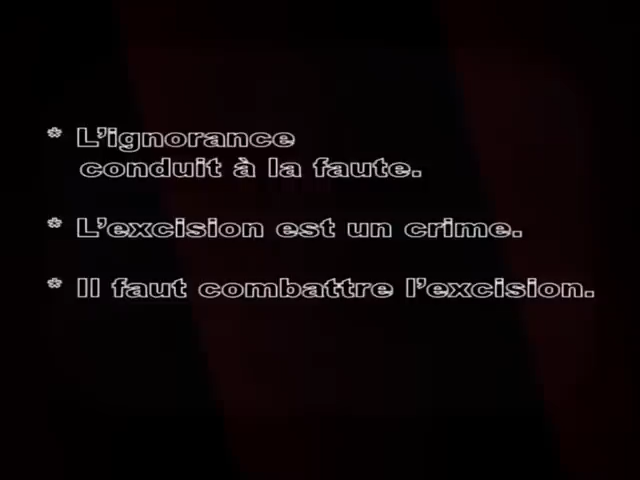 * L'ignorance
conduit à la faute.
* L'excision est un crime.
* Il faut combattre l'excision.